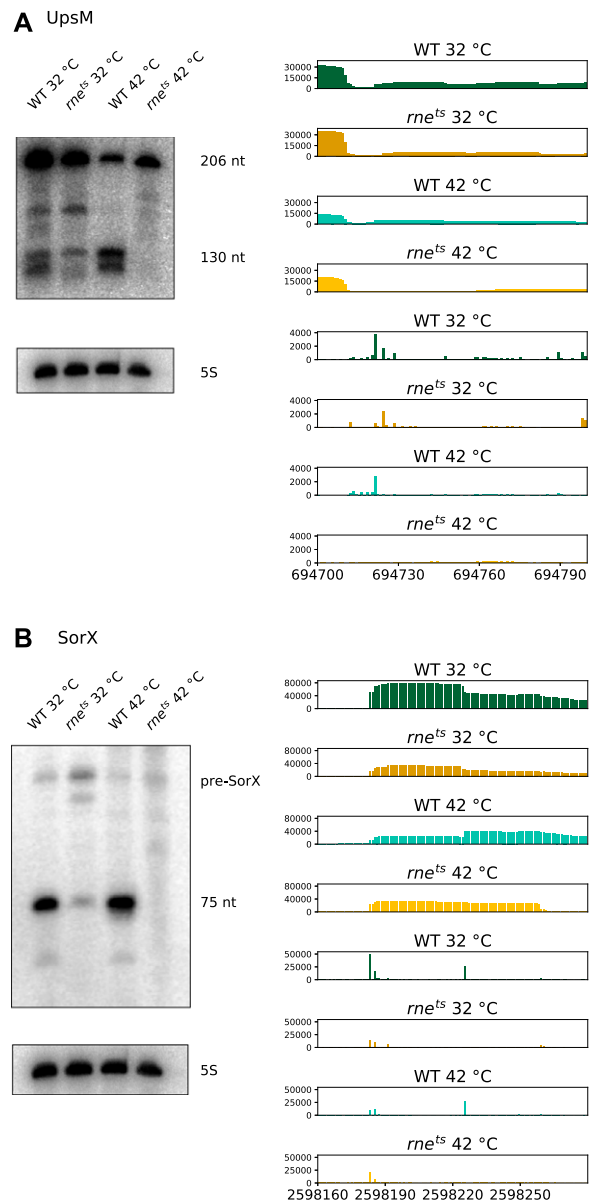 A UpsM
WT 32 °C
rne^ts 32 °C
WT 42 °C
rne^ts 42 °C
206 nt
130 nt
5S
WT 32 °C
30000
15000
0
rne^ts 32 °C
30000
15000
0
WT 42 °C
30000
15000
0
rne^ts 42 °C
30000
15000
0
WT 32 °C
4000
2000
0
rne^ts 32 °C
4000
2000
0
WT 42 °C
4000
2000
0
rne^ts 42 °C
4000
2000
0
694700 694730 694760 694790
B SorX
WT 32 °C
rne^ts 32 °C
WT 42 °C
rne^ts 42 °C
pre-SorX
75 nt
5S
WT 32 °C
80000
40000
0
rne^ts 32 °C
80000
40000
0
WT 42 °C
80000
40000
0
rne^ts 42 °C
80000
40000
0
WT 32 °C
50000
25000
0
rne^ts 32 °C
50000
25000
0
WT 42 °C
50000
25000
0
rne^ts 42 °C
50000
25000
0
2598160 2598190 2598220 2598250